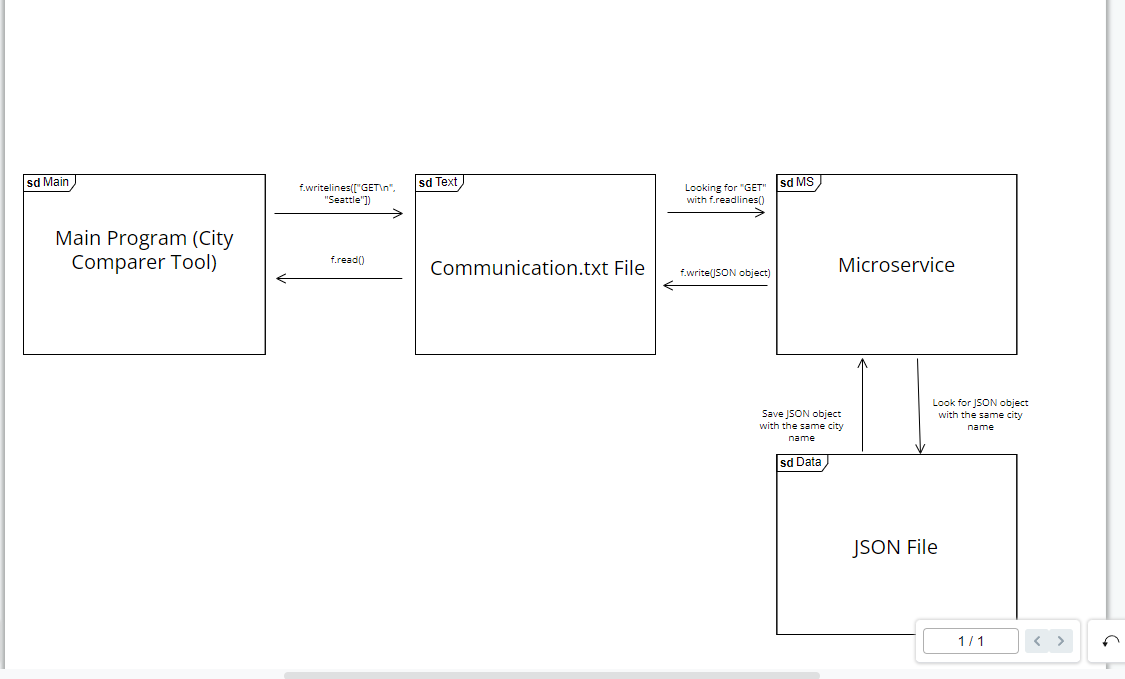 sd Main
f.writelines(["GET\n",
"Seattle"])
sd Text
Looking for "GET"
with f.readlines()
sd MS
Main Program (City
Comparer Tool)
f.read()
Communication.txt File
f.write(JSON object)
Microservice
Save JSON object
with the same city
name
Look for JSON object
with the same city
name
sd Data
JSON File
1 / 1